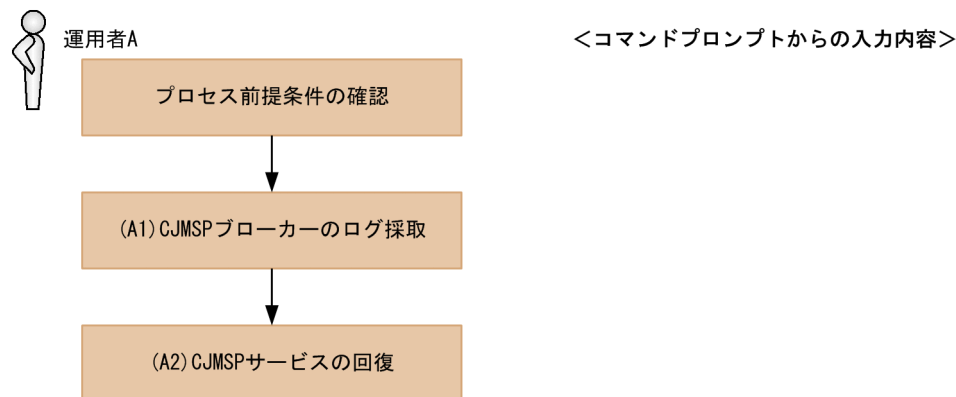 運用者A
＜コマンドプロンプトからの入力内容＞
プロセス前提条件の確認
(A1)CJMSPブローカーのログ採取
(A2)CJMSPサービスの回復